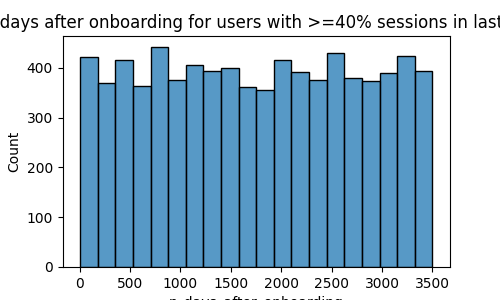 days after onboarding for users with >=40% sessions in last
400
300
200
100
0
Count
0 500 1000 1500 2000 2500 3000 3500
n_days_after_onboarding